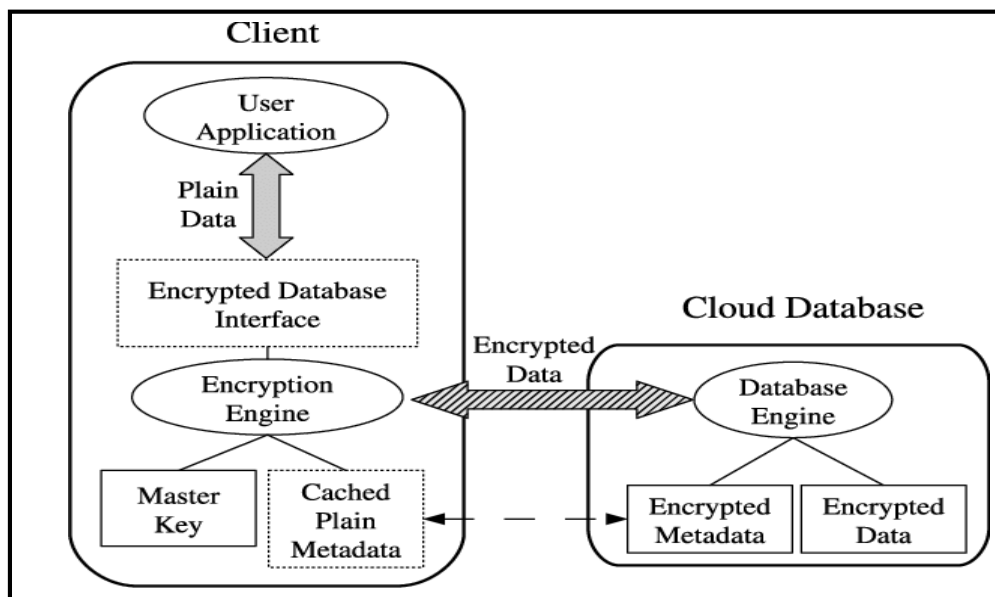 Client
User
Application
Plain
Data
Encrypted Database
Interface
Encryption
Engine
Master
Key
Cached
Plain
Metadata
Encrypted
Data
Cloud Database
Database
Engine
Encrypted
Metadata
Encrypted
Data